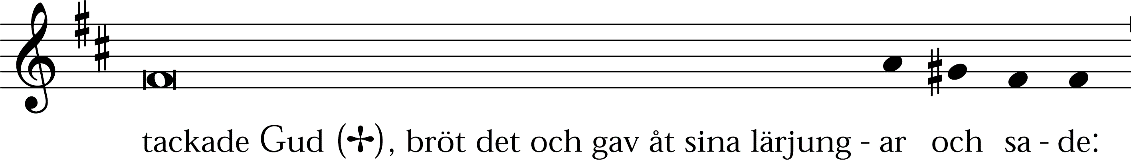 tackade Gud (✢), bröt det och gav åt sina lärjung - ar och sa - de: